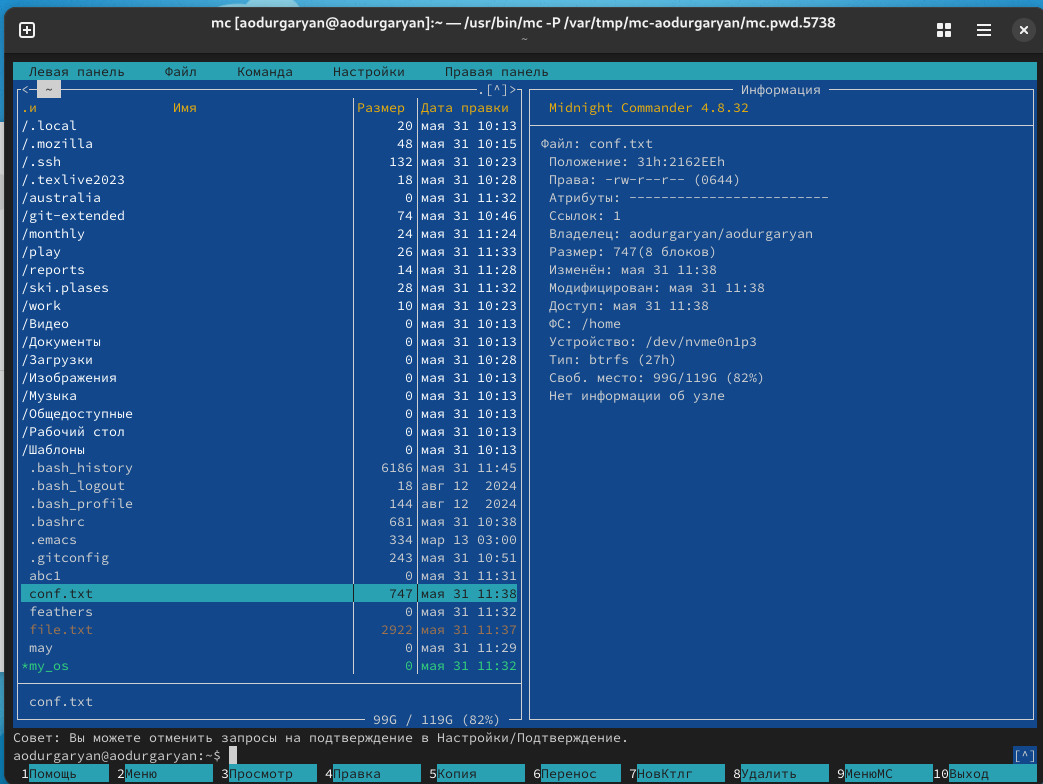 mc [aodurgaryan@aodurgaryan]:~ — /usr/bin/mc -P /var/tmp/mc-aodurgaryan/mc.pwd.5738
~
Левая панель Файл Команда Настройки Правая панель
<─ ~ ─.[^]>
.и Имя Размер Дата правки
/.local 20 мая 31 10:13
/.mozilla 48 мая 31 10:15
/.ssh 132 мая 31 10:23
/.texlive2023 18 мая 31 10:28
/australia 0 мая 31 11:32
/git-extended 74 мая 31 10:46
/monthly 24 мая 31 11:24
/play 26 мая 31 11:33
/reports 14 мая 31 11:28
/ski.plases 28 мая 31 11:32
/work 10 мая 31 10:23
/Видео 0 мая 31 10:13
/Документы 0 мая 31 10:13
/Загрузки 0 мая 31 10:28
/Изображения 0 мая 31 10:13
/Музыка 0 мая 31 10:13
/Общедоступные 0 мая 31 10:13
/Рабочий стол 0 мая 31 10:13
/Шаблоны 0 мая 31 10:13
.bash_history 6186 мая 31 11:45
.bash_logout 18 авг 12 2024
.bash_profile 144 авг 12 2024
.bashrc 681 мая 31 10:38
.emacs 334 мар 13 03:00
.gitconfig 243 мая 31 10:51
abc1 0 мая 31 11:31
conf.txt 747 мая 31 11:38
feathers 0 мая 31 11:32
file.txt 2922 мая 31 11:37
may 0 мая 31 11:29
*my_os 0 мая 31 11:32
conf.txt
99G / 119G (82%)
Информация
Midnight Commander 4.8.32
Файл: conf.txt
Положение: 31h:2162EEh
Права: -rw-r--r-- (0644)
Атрибуты: -------------------------
Ссылок: 1
Владелец: aodurgaryan/aodurgaryan
Размер: 747(8 блоков)
Изменён: мая 31 11:38
Модифицирован: мая 31 11:38
Доступ: мая 31 11:38
ФС: /home
Устройство: /dev/nvme0n1p3
Тип: btrfs (27h)
Своб. место: 99G/119G (82%)
Нет информации об узле
Совет: Вы можете отменить запросы на подтверждение в Настройки/Подтверждение.
aodurgaryan@aodurgaryan:~$ [^]
1Помощь 2Меню 3Просмотр 4Правка 5Копия 6Перенос 7НовКтлг 8Удалить 9МенюMC 10Выход